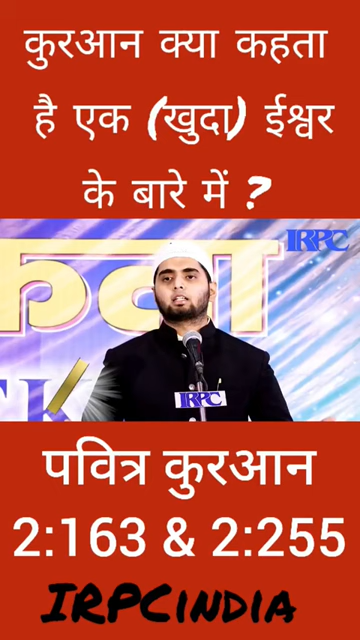 कुरआन क्या कहता
है एक (खुदा) ईश्वर
के बारे में ?
IRPC
IRPC
पवित्र कुरआन
2:163 & 2:255
IRPCindia